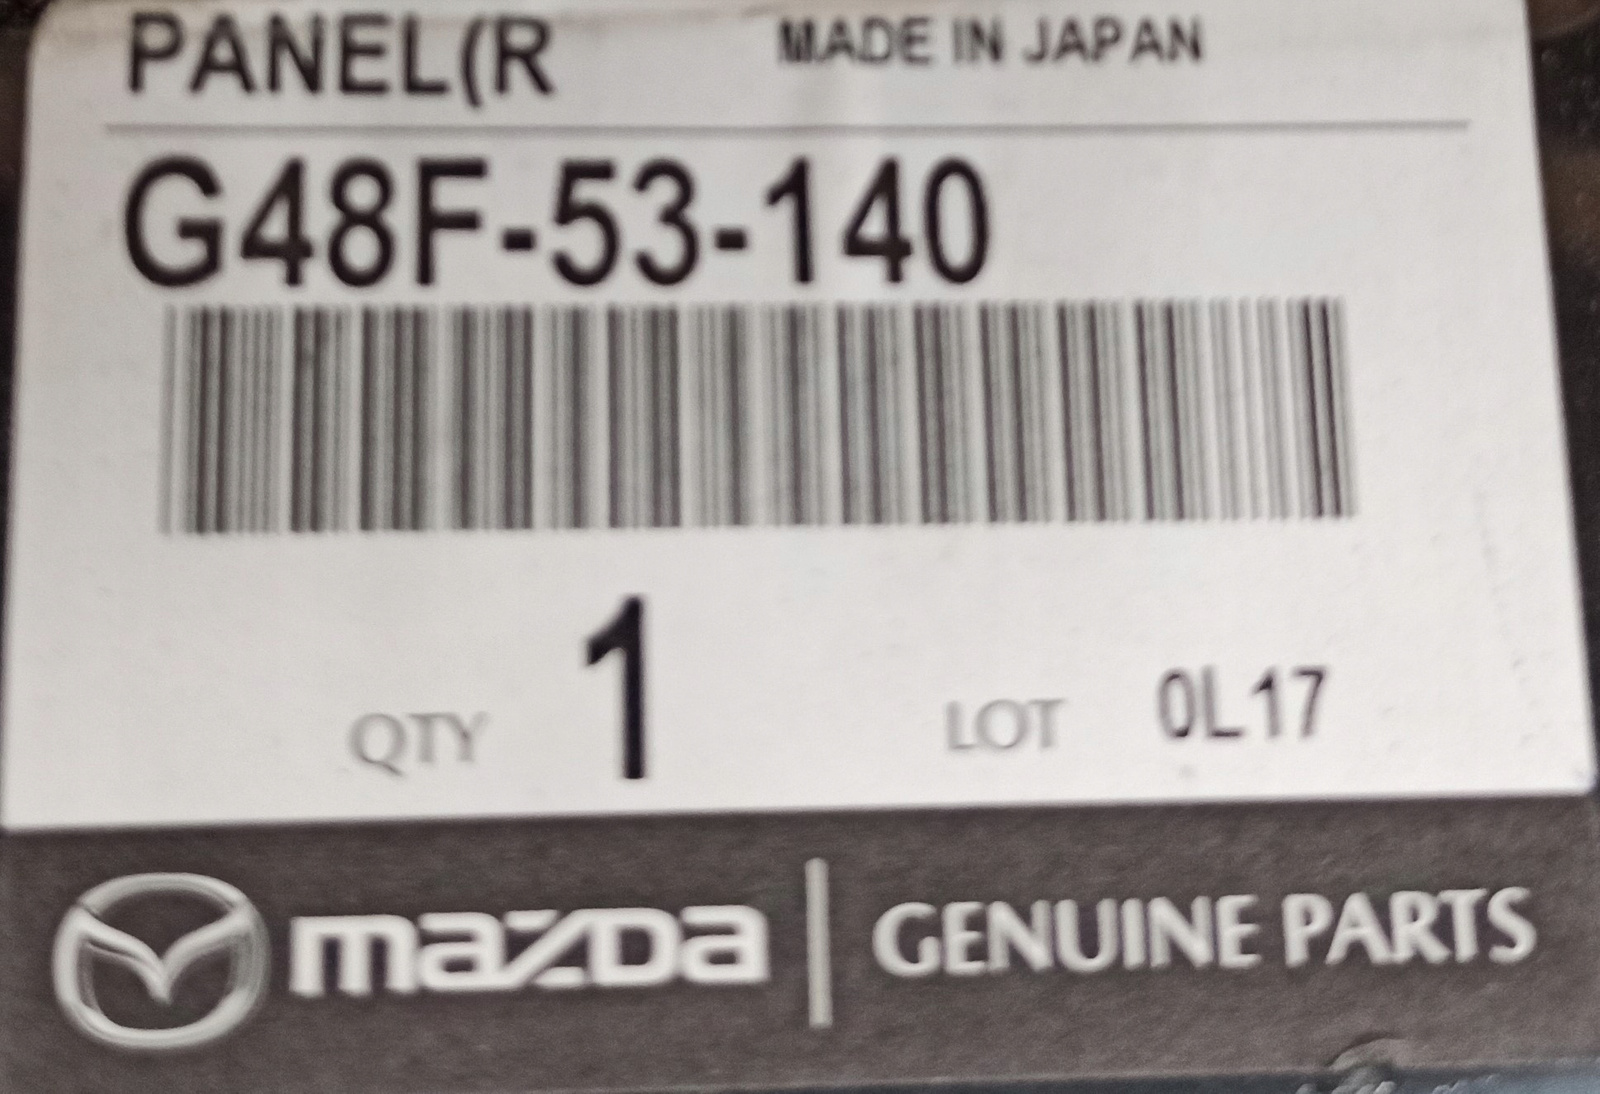 PANEL(R MADE IN JAPAN
G48F-53-140
QTY 1 LOT 0L17
mazda | GENUINE PARTS